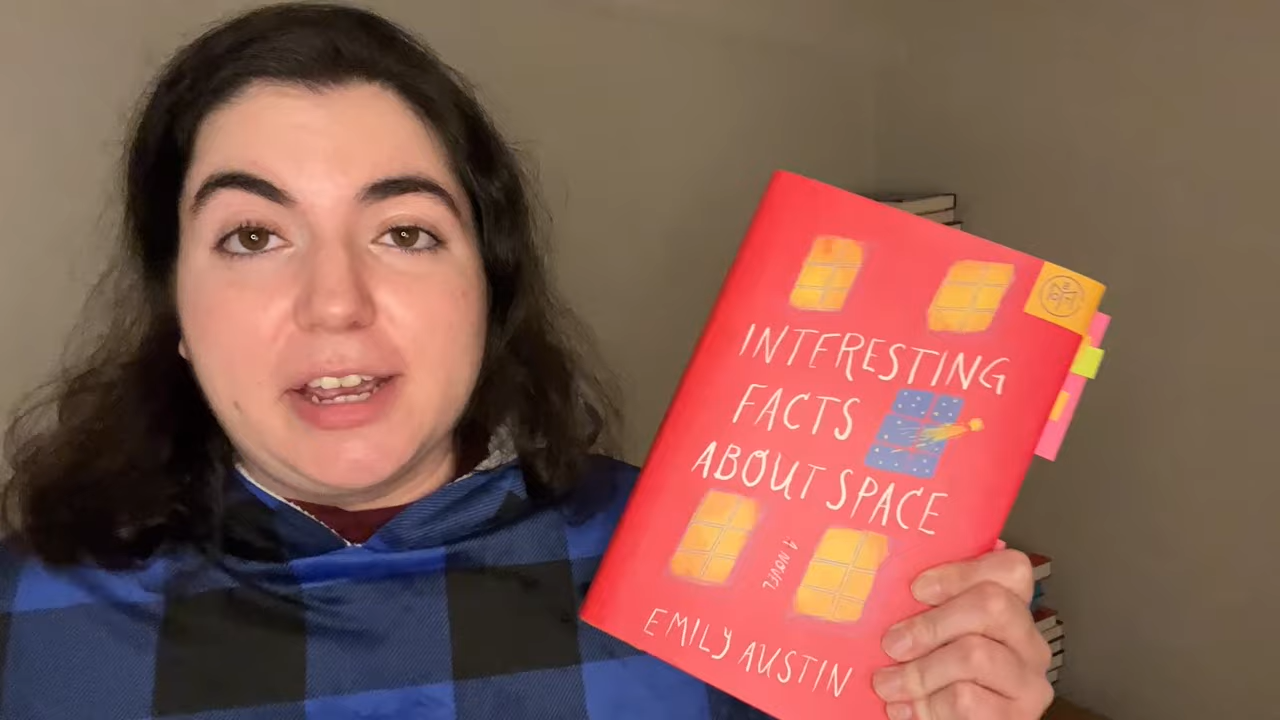 INTERESTING
FACTS
ABOUT SPACE
A NOVEL
EMILY AUSTIN